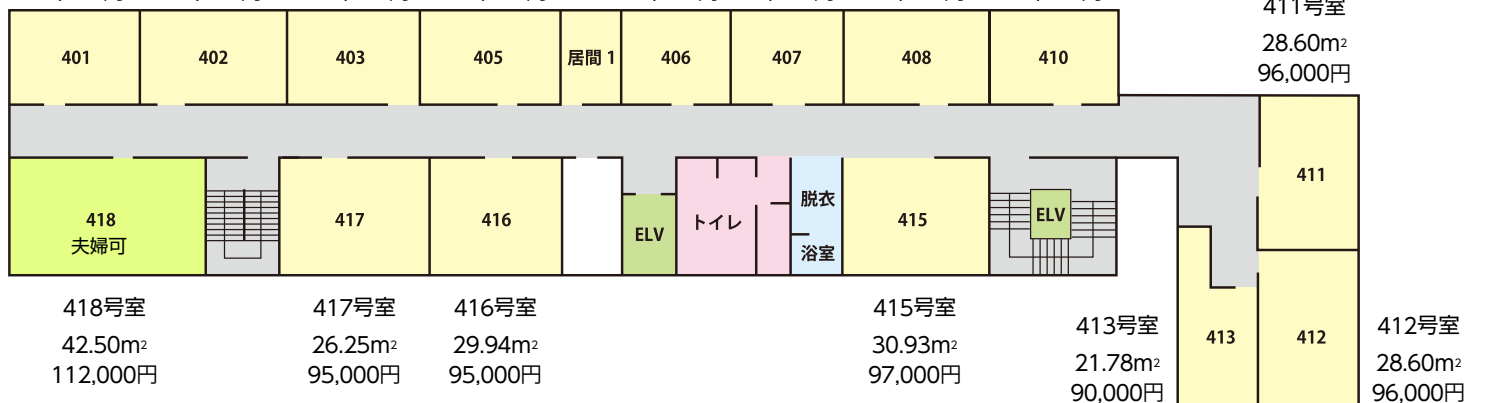 411号室
28.60m²
96,000円
401
402
403
405
居間 1
406
407
408
410
411
418
夫婦可
417
416
ELV
トイレ
脱衣
浴室
415
ELV
413
412
418号室
42.50m²
112,000円
417号室
26.25m²
95,000円
416号室
29.94m²
95,000円
415号室
30.93m²
97,000円
413号室
21.78m²
90,000円
412号室
28.60m²
96,000円